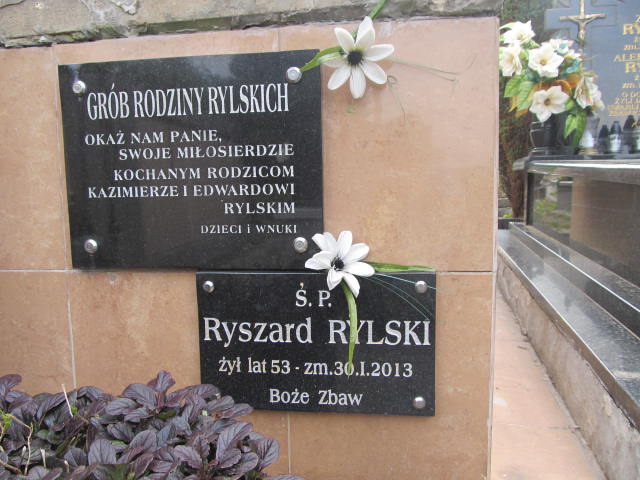 GRÓB RODZINY RYLSKICH
OKAŻ NAM PANIE,
SWOJE MIŁOSIERDZIE
KOCHANYM RODZICOM
KAZIMIERZE I EDWARDOWI
RYLSKIM
DZIECI i WNUKI
Ś. P.
Ryszard RYLSKI
żył lat 53 - zm.30.I.2013
Boże Zbaw